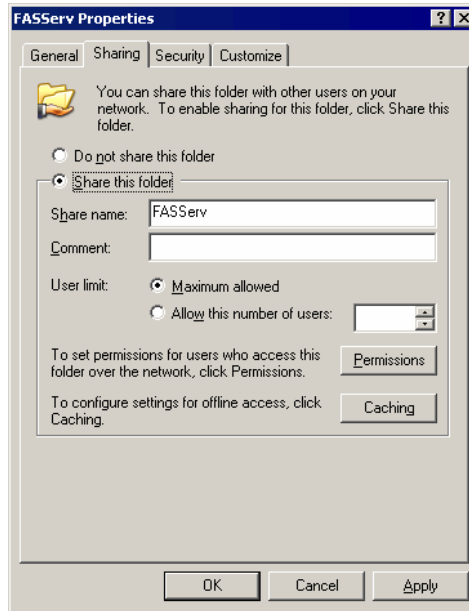 FASServ Properties
General Sharing Security Customize
You can share this folder with other users on your
network. To enable sharing for this folder, click Share this
folder.
Do not share this folder
Share this folder
Share name: FASServ
Comment:
User limit: Maximum allowed
Allow this number of users:
To set permissions for users who access this
folder over the network, click Permissions.
Permissions
To configure settings for offline access, click
Caching.
Caching
OK Cancel Apply